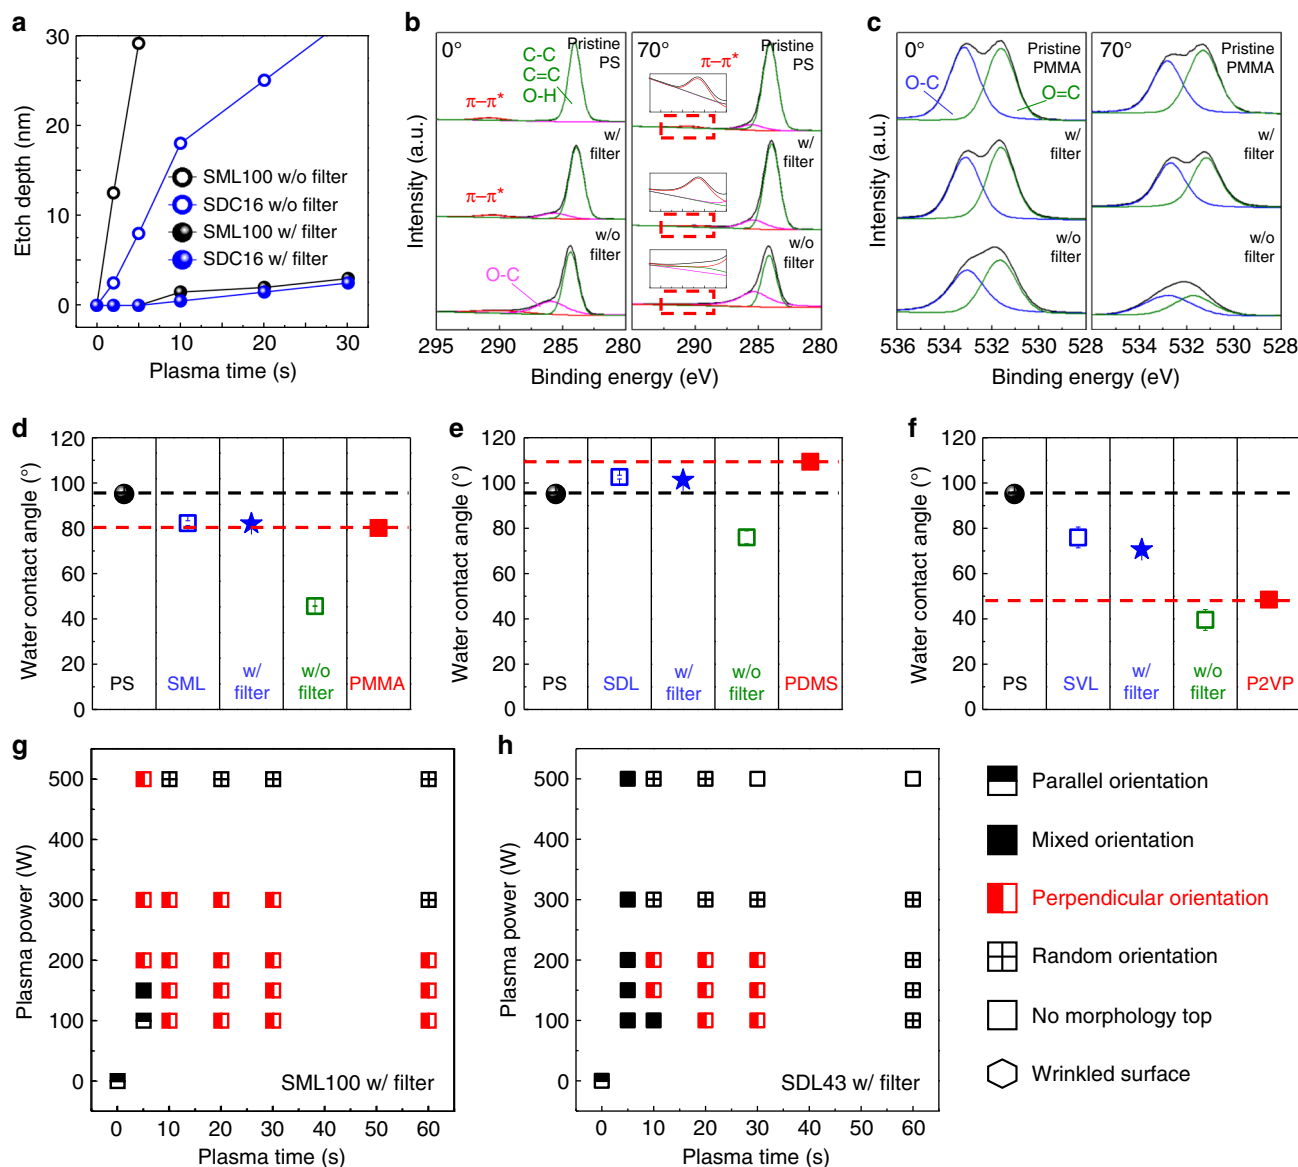 a
Etch depth (nm)
30
20
10
0
SML100 w/o filter
SDC16 w/o filter
SML100 w/ filter
SDC16 w/ filter
0
10
20
30
Plasma time (s)
b
Intensity (a.u.)
0°
Pristine
PS
C-C
C=C
O-H
π–π*
w/
filter
π–π*
w/o
filter
O-C
70°
Pristine
PS
π–π*
w/
filter
w/o
filter
295
290
285
280
290
285
280
Binding energy (eV)
c
Intensity (a.u.)
0°
Pristine
PMMA
O-C
O=C
w/
filter
w/o
filter
70°
Pristine
PMMA
w/
filter
w/o
filter
536
534
532
530
528
534
532
530
528
Binding energy (eV)
d
Water contact angle (°)
120
100
80
60
40
20
0
PS
SML
w/
filter
w/o
filter
PMMA
e
Water contact angle (°)
120
100
80
60
40
20
0
PS
SDL
w/
filter
w/o
filter
PDMS
f
Water contact angle (°)
120
100
80
60
40
20
0
PS
SVL
w/
filter
w/o
filter
P2VP
g
Plasma power (W)
500
400
300
200
100
0
SML100 w/ filter
0
10
20
30
40
50
60
Plasma time (s)
h
Plasma power (W)
500
400
300
200
100
0
SDL43 w/ filter
0
10
20
30
40
50
60
Plasma time (s)
Parallel orientation
Mixed orientation
Perpendicular orientation
Random orientation
No morphology top
Wrinkled surface